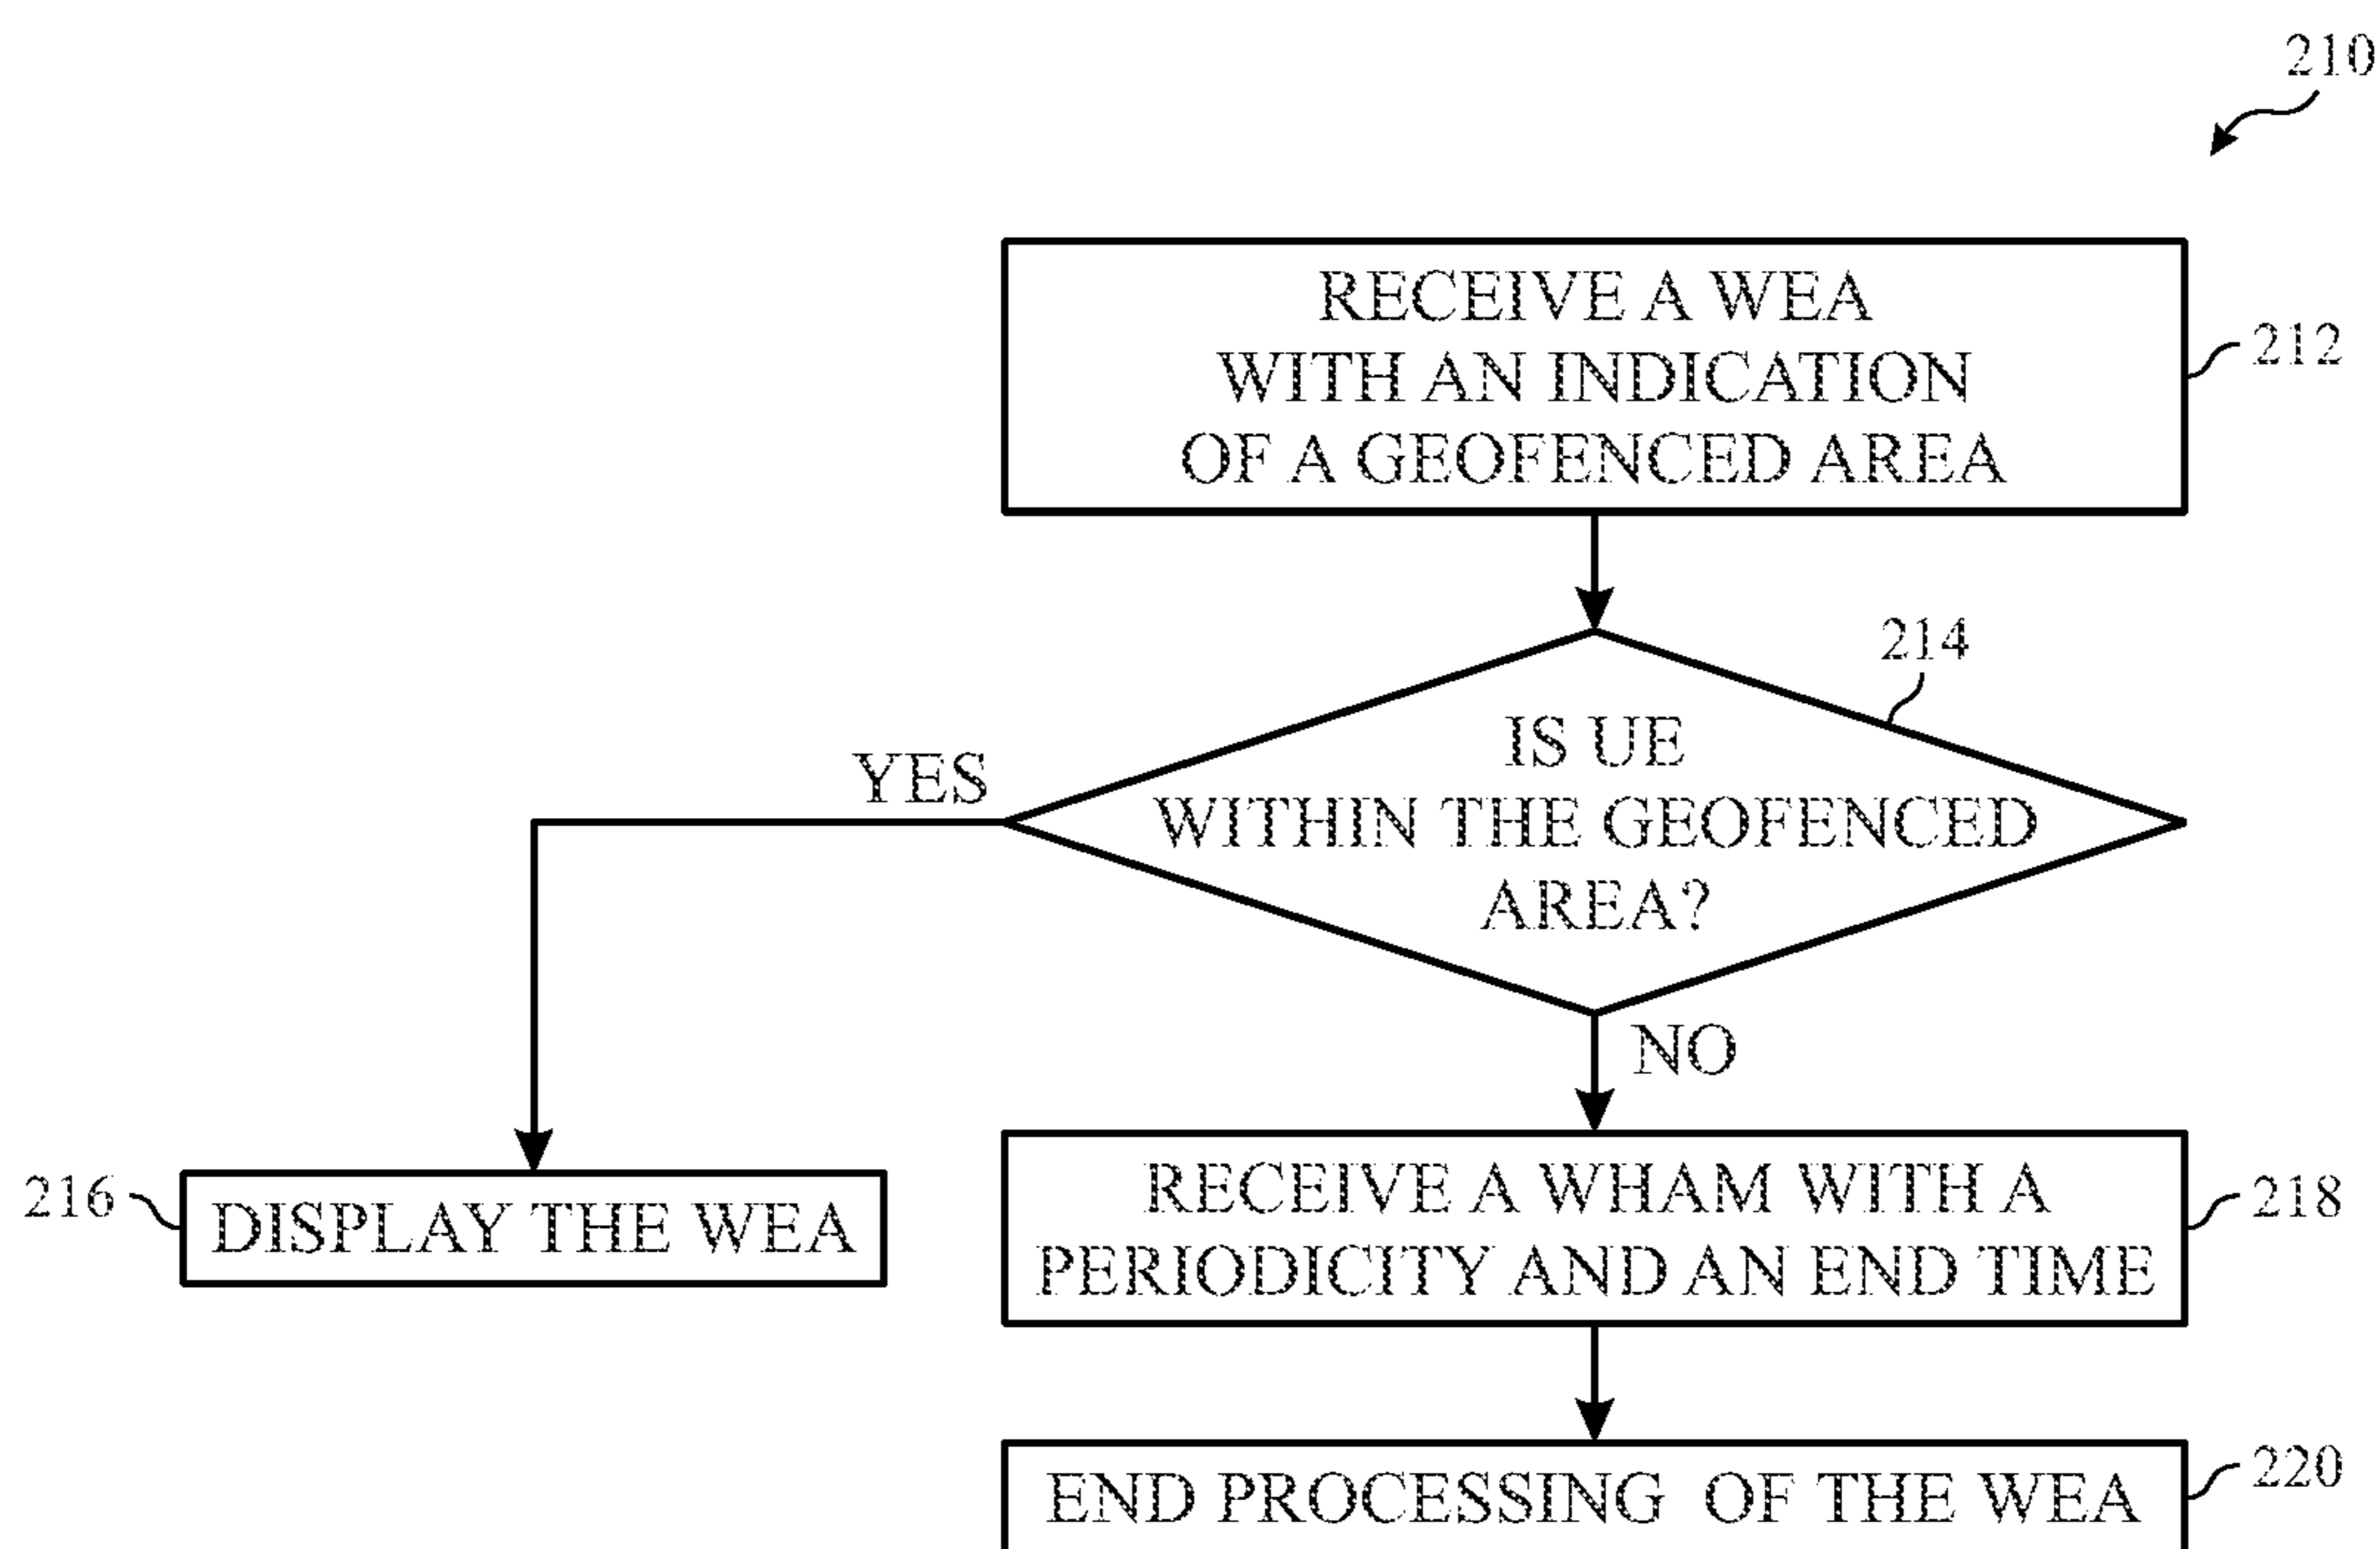 210
RECEIVE A WEA
WITH AN INDICATION
OF A GEOFENCED AREA
212
214
IS UE
WITHIN THE GEOFENCED
AREA?
YES
NO
216
DISPLAY THE WEA
RECEIVE A WHAM WITH A
PERIODICITY AND AN END TIME
218
END PROCESSING OF THE WEA
220